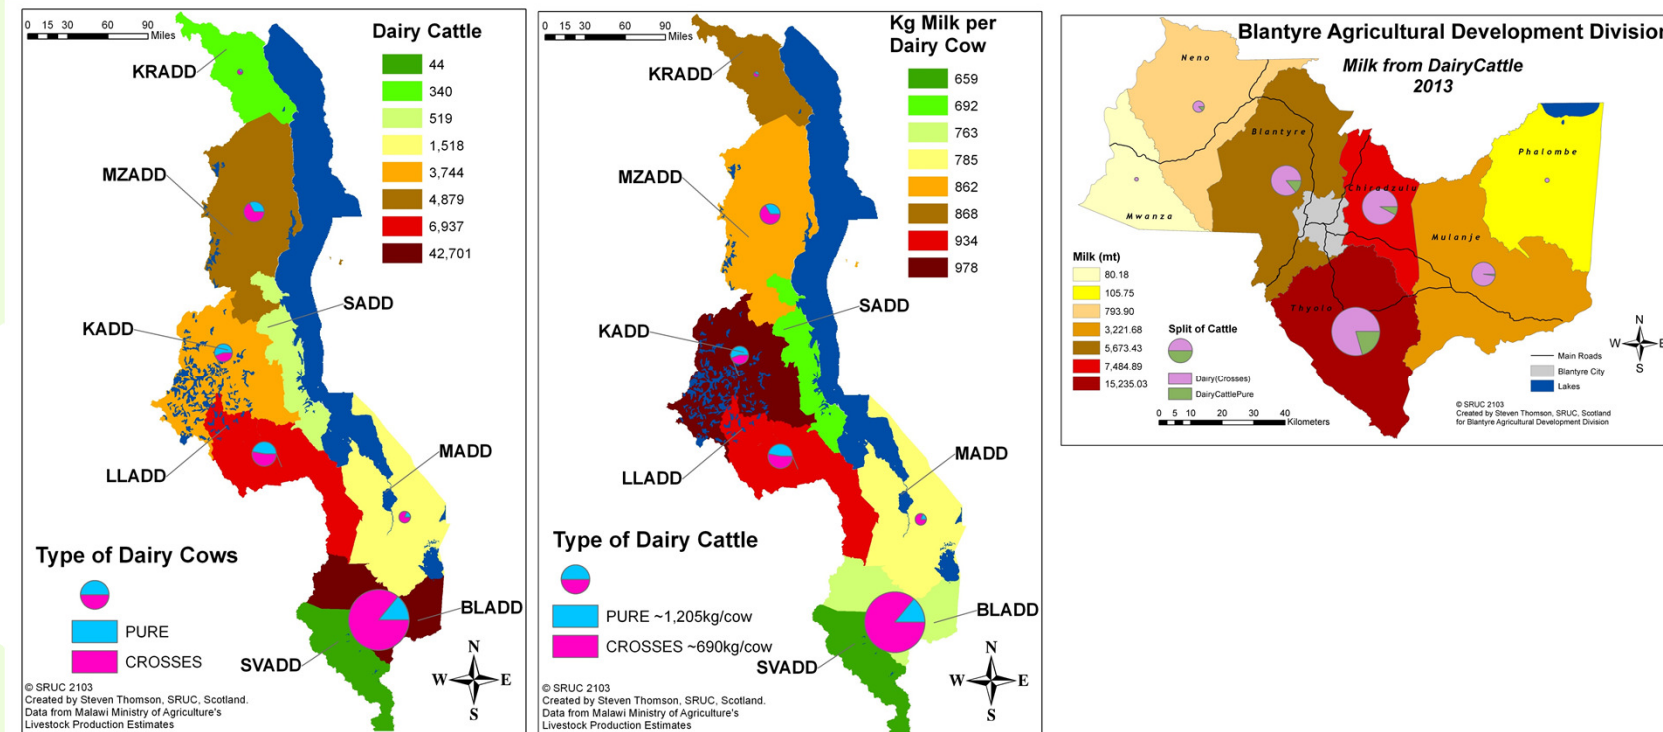 0 15 30 60 90
Miles
Dairy Cattle
44
340
519
1,518
3,744
4,879
6,937
42,701
KRADD
MZADD
SADD
KADD
LLADD
MADD
BLADD
SVADD
Type of Dairy Cows
PURE
CROSSES
N
W E
S
© SRUC 2103
Created by Steven Thomson, SRUC, Scotland.
Data from Malawi Ministry of Agriculture's
Livestock Production Estimates
0 15 30 60 90
Miles
Kg Milk per
Dairy Cow
659
692
763
785
862
868
934
978
KRADD
MZADD
SADD
KADD
LLADD
MADD
BLADD
SVADD
Type of Dairy Cattle
PURE ~1,205kg/cow
CROSSES ~690kg/cow
N
W E
S
© SRUC 2103
Created by Steven Thomson, SRUC, Scotland.
Data from Malawi Ministry of Agriculture's
Livestock Production Estimates
Blantyre Agricultural Development Division
Milk from DairyCattle
2013
Neno
Blantyre
Phalombe
Chiradzulu
Mwanza
Mulanje
Thyolo
Milk (mt)
80.18
105.75
793.90
3,221.68
5,673.43
7,484.89
15,235.03
Split of Cattle
Dairy(Crosses)
DairyCattlePure
0 5 10 20 30 40
Kilometers
Main Roads
Blantyre City
Lakes
N
W E
S
© SRUC 2103
Created by Steven Thomson, SRUC, Scotland
for Blantyre Agricultural Development Division